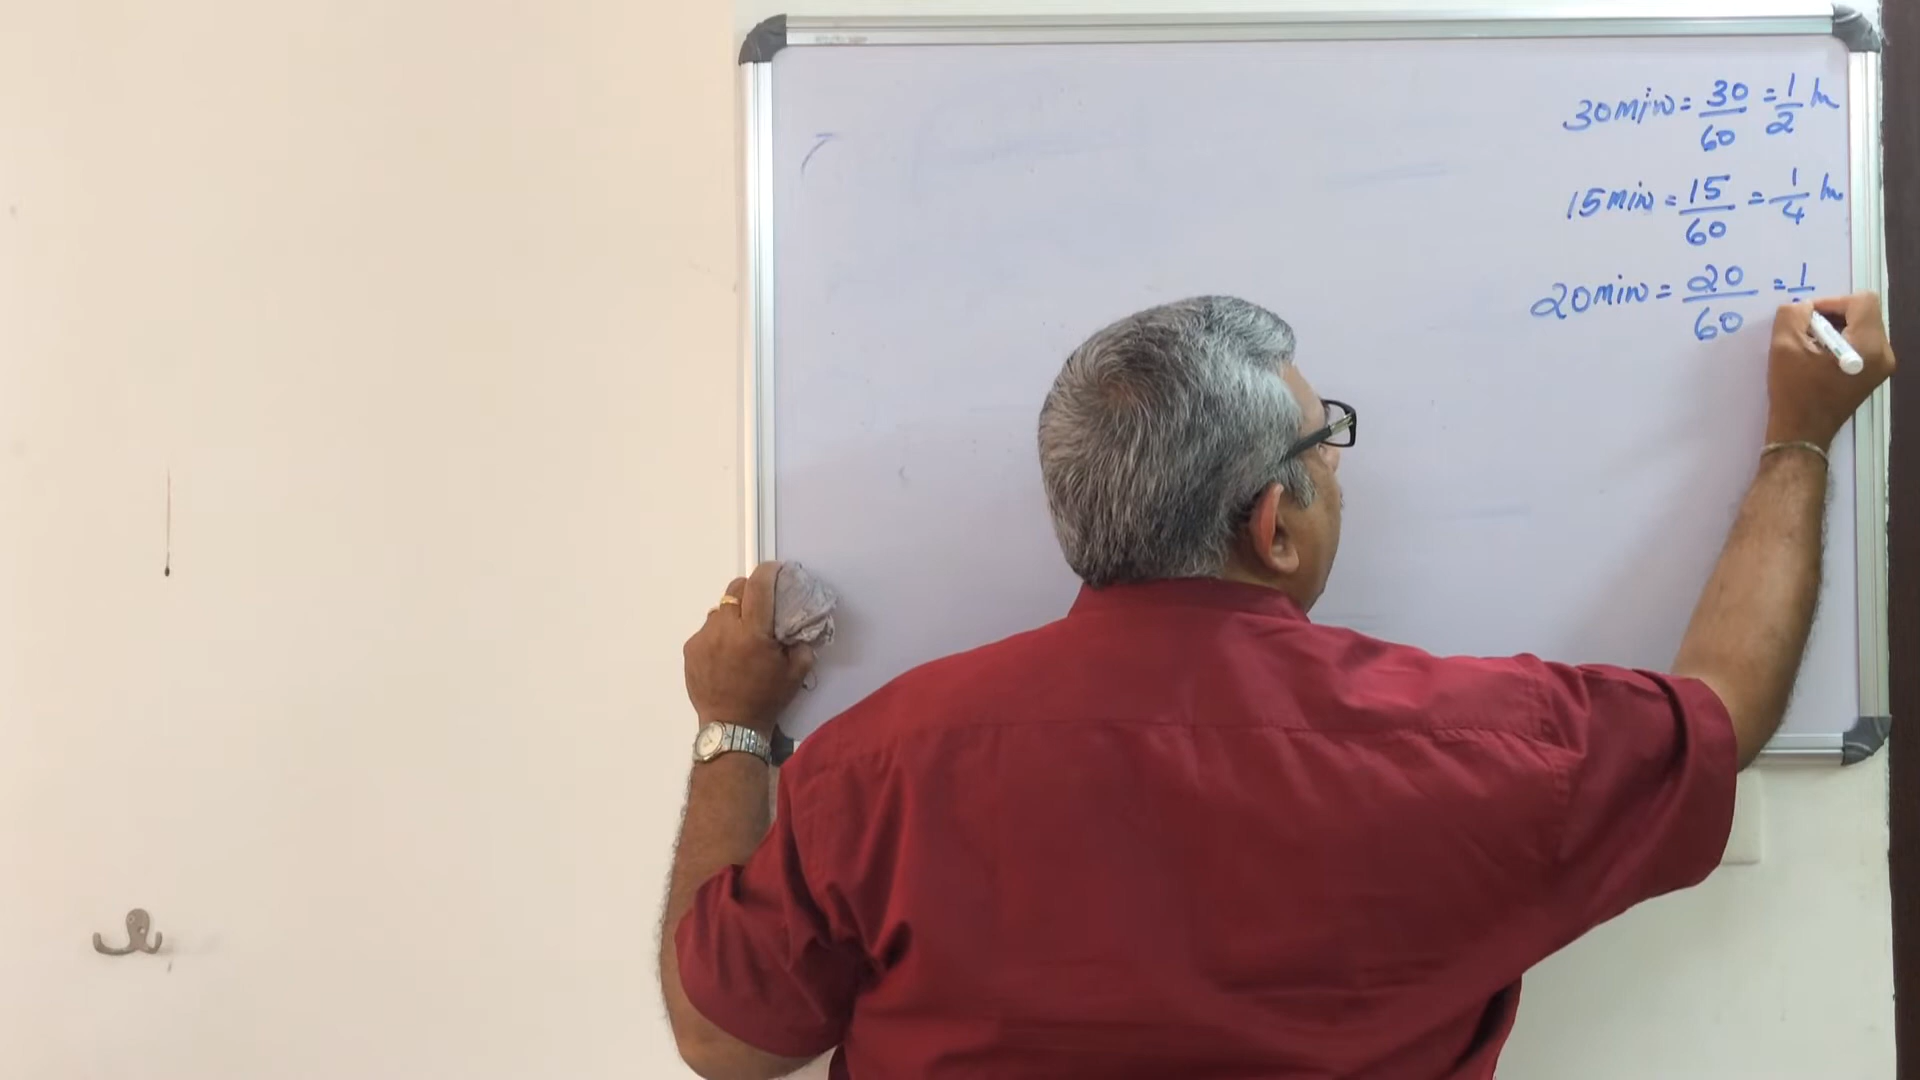 30min = 30/60 = 1/2 hr
15min = 15/60 = 1/4 hr
20min = 20/60 = 1/